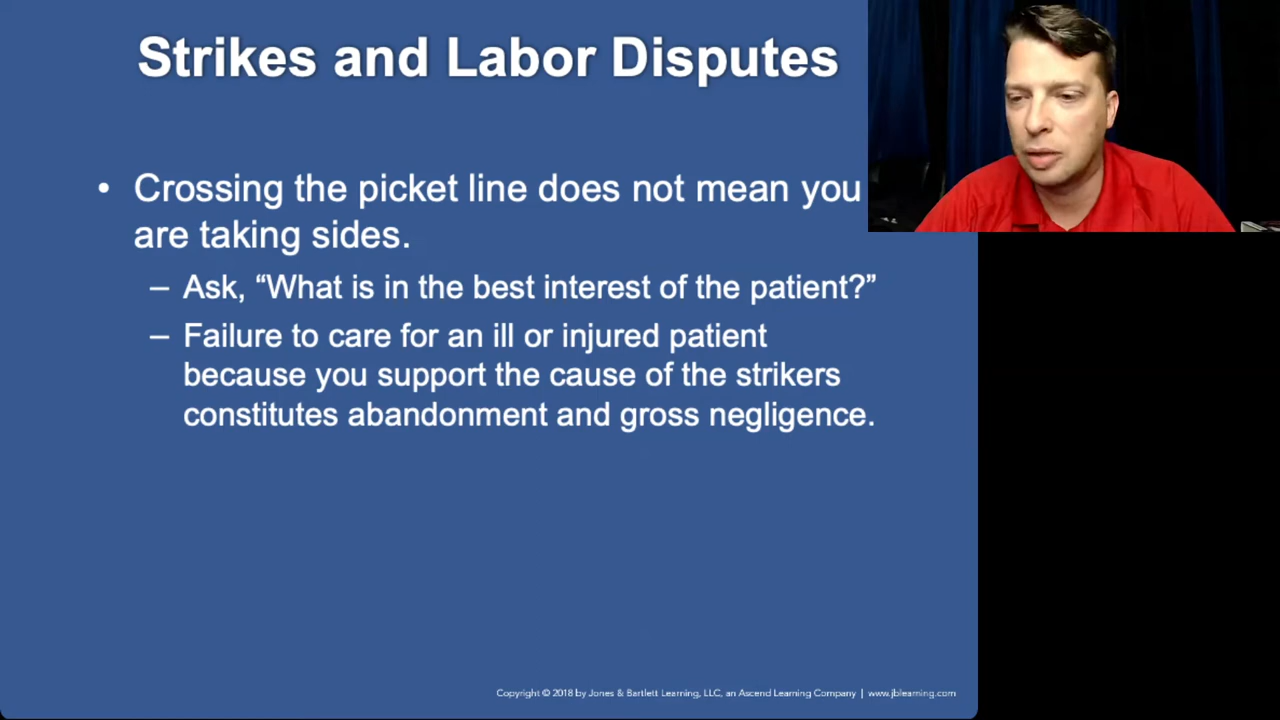 Strikes and Labor Disputes
• Crossing the picket line does not mean you
are taking sides.
– Ask, “What is in the best interest of the patient?”
– Failure to care for an ill or injured patient
because you support the cause of the strikers
constitutes abandonment and gross negligence.
Copyright © 2018 by Jones & Bartlett Learning, LLC, an Ascend Learning Company | www.jblearning.com